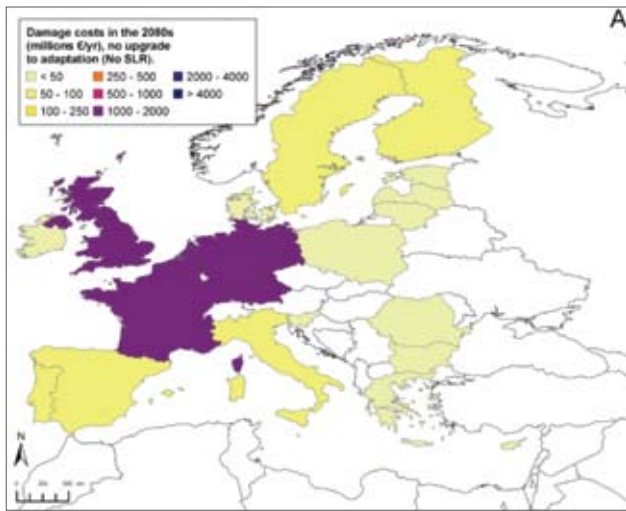 A
Damage costs in the 2080s
(millions €/yr), no upgrade
to adaptation (No SLR).
< 50 250 - 500 2000 - 4000
50 - 100 500 - 1000 > 4000
100 - 250 1000 - 2000
N
0